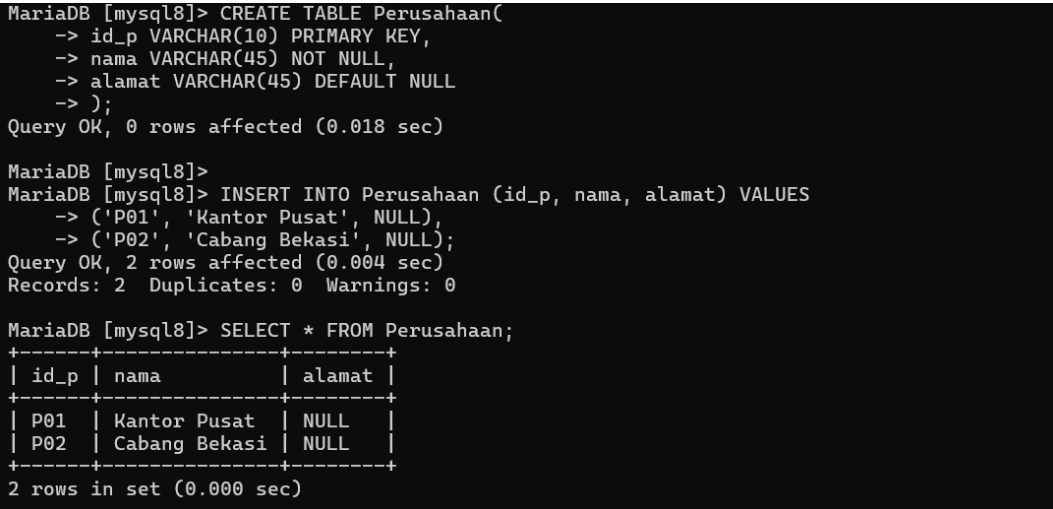 MariaDB [mysql8]> CREATE TABLE Perusahaan(
    -> id_p VARCHAR(10) PRIMARY KEY,
    -> nama VARCHAR(45) NOT NULL,
    -> alamat VARCHAR(45) DEFAULT NULL
    -> );
Query OK, 0 rows affected (0.018 sec)

MariaDB [mysql8]>
MariaDB [mysql8]> INSERT INTO Perusahaan (id_p, nama, alamat) VALUES
    -> ('P01', 'Kantor Pusat', NULL),
    -> ('P02', 'Cabang Bekasi', NULL);
Query OK, 2 rows affected (0.004 sec)
Records: 2  Duplicates: 0  Warnings: 0

MariaDB [mysql8]> SELECT * FROM Perusahaan;
+------+---------------+--------+
| id_p | nama          | alamat |
+------+---------------+--------+
| P01  | Kantor Pusat  | NULL   |
| P02  | Cabang Bekasi | NULL   |
+------+---------------+--------+
2 rows in set (0.000 sec)